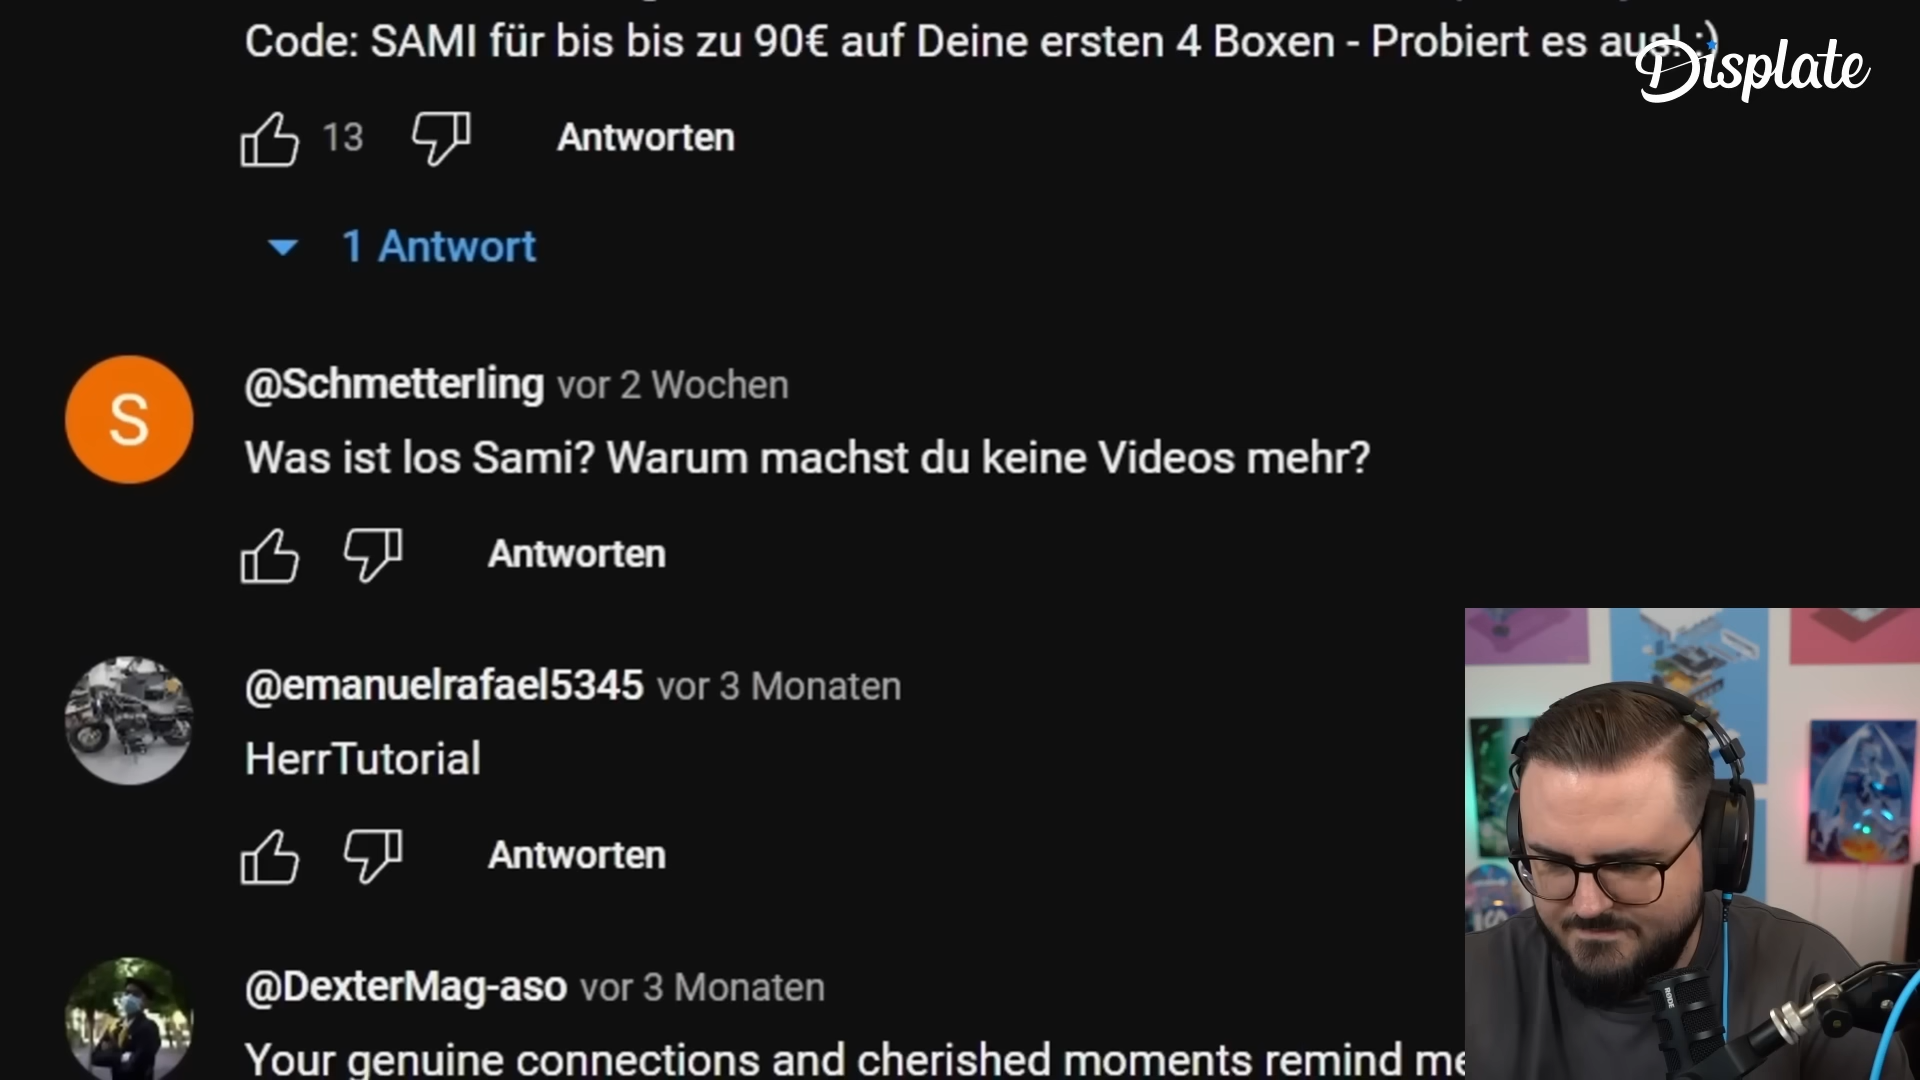 Code: SAMI für bis bis zu 90€ auf Deine ersten 4 Boxen - Probiert es aus! :)
Displate
13
Antworten
1 Antwort
S
@Schmetterling vor 2 Wochen
Was ist los Sami? Warum machst du keine Videos mehr?
Antworten
@emanuelrafael5345 vor 3 Monaten
HerrTutorial
Antworten
@DexterMag-aso vor 3 Monaten
Your genuine connections and cherished moments remind me
RØDE